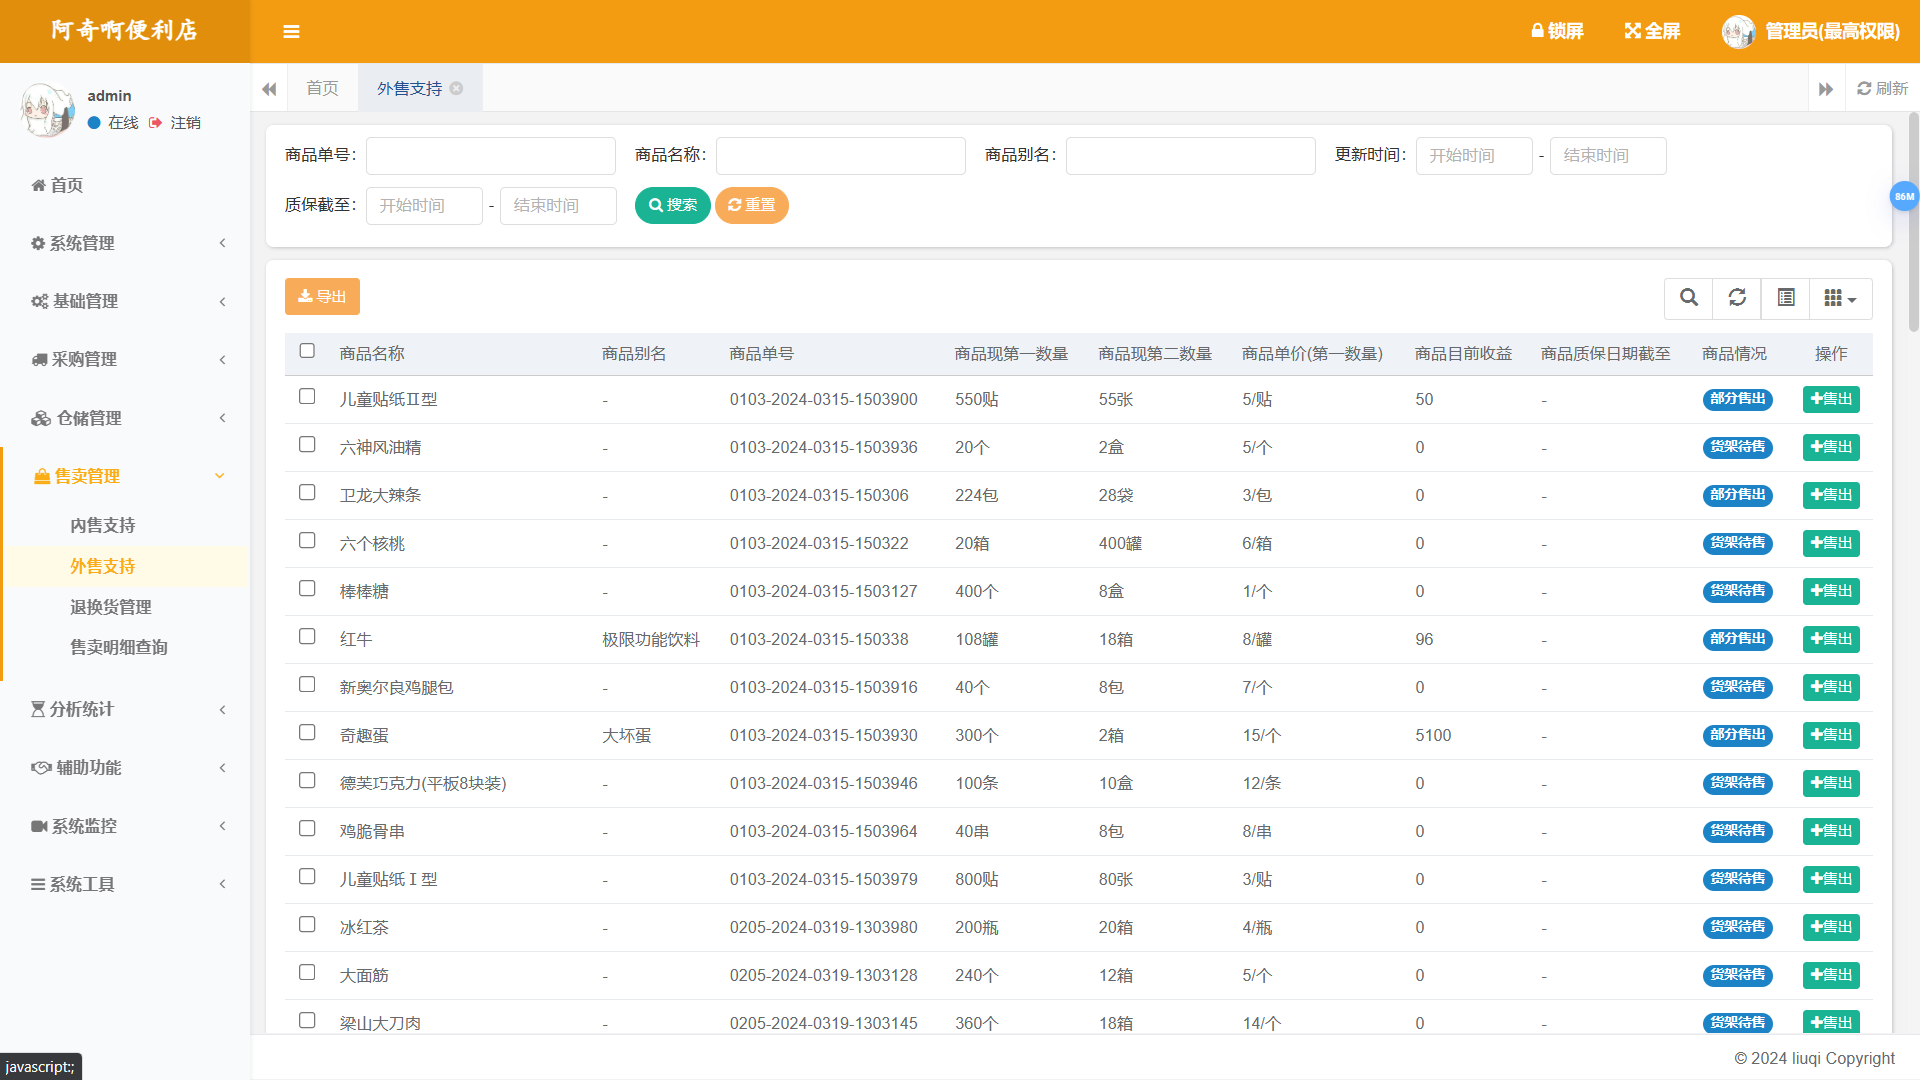 阿奇啊便利店
锁屏 全屏 管理员(最高权限)
admin
在线 注销
首页
系统管理
基础管理
采购管理
仓储管理
售卖管理
内售支持
外售支持
退换货管理
售卖明细查询
分析统计
辅助功能
系统监控
系统工具
首页 外售支持 刷新
商品单号： 商品名称： 商品别名： 更新时间： 开始时间 - 结束时间
质保截至： 开始时间 - 结束时间 搜索 重置
86M
导出
商品名称 商品别名 商品单号 商品现第一数量 商品现第二数量 商品单价(第一数量) 商品目前收益 商品质保日期截至 商品情况 操作
儿童贴纸II型 - 0103-2024-0315-1503900 550贴 55张 5/贴 50 - 部分售出 售出
六神风油精 - 0103-2024-0315-1503936 20个 2盒 5/个 0 - 货架待售 售出
卫龙大辣条 - 0103-2024-0315-150306 224包 28袋 3/包 0 - 部分售出 售出
六个核桃 - 0103-2024-0315-150322 20箱 400罐 6/箱 0 - 货架待售 售出
棒棒糖 - 0103-2024-0315-1503127 400个 8盒 1/个 0 - 货架待售 售出
红牛 极限功能饮料 0103-2024-0315-150338 108罐 18箱 8/罐 96 - 部分售出 售出
新奥尔良鸡腿包 - 0103-2024-0315-1503916 40个 8包 7/个 0 - 货架待售 售出
奇趣蛋 大坏蛋 0103-2024-0315-1503930 300个 2箱 15/个 5100 - 部分售出 售出
德芙巧克力(平板8块装) - 0103-2024-0315-1503946 100条 10盒 12/条 0 - 货架待售 售出
鸡脆骨串 - 0103-2024-0315-1503964 40串 8包 8/串 0 - 货架待售 售出
儿童贴纸Ⅰ型 - 0103-2024-0315-1503979 800贴 80张 3/贴 0 - 货架待售 售出
冰红茶 - 0205-2024-0319-1303980 200瓶 20箱 4/瓶 0 - 货架待售 售出
大面筋 - 0205-2024-0319-1303128 240个 12箱 5/个 0 - 货架待售 售出
梁山大刀肉 - 0205-2024-0319-1303145 360个 18箱 14/个 0 - 货架待售 售出
© 2024 liuqi Copyright
javascript:;